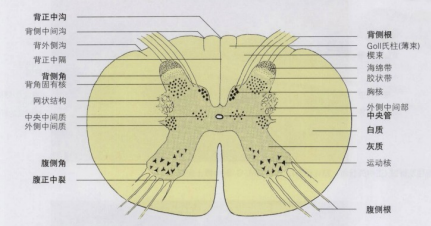 背正中沟
背侧中间沟
背外侧沟
背正中隔
背侧角
背角固有核
网状结构
中央中间质
外侧中间质
腹侧角
腹正中裂
背侧根
Goll氏柱(薄束)
楔束
海绵带
胶状带
胸核
外侧中间部
中央管
白质
灰质
运动核
腹侧根